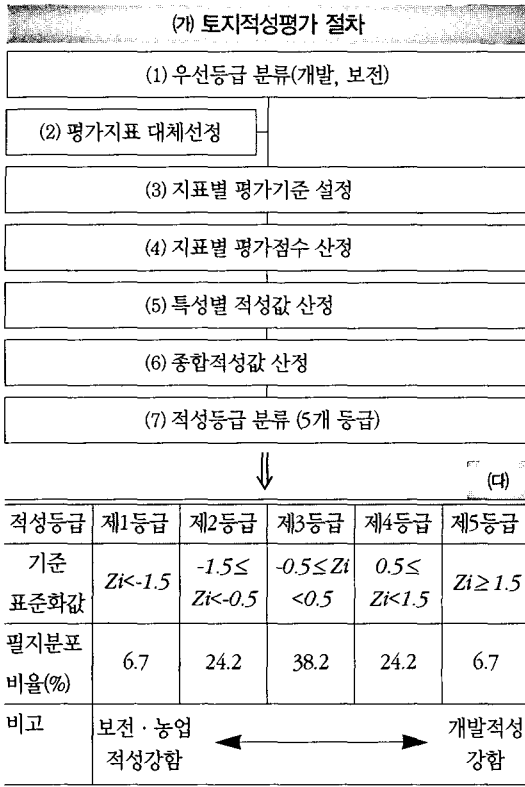 ㈎ 토지적성평가 절차
(1) 우선등급 분류(개발, 보전)
(2) 평가지표 대체선정
(3) 지표별 평가기준 설정
(4) 지표별 평가점수 산정
(5) 특성별 적성값 산정
(6) 종합적성값 산정
(7) 적성등급 분류 (5개 등급)
㈐
적성등급 제1등급 제2등급 제3등급 제4등급 제5등급
기준 표준화값 Zi<-1.5 -1.5≤ Zi<-0.5 -0.5≤Zi <0.5 0.5≤ Zi<1.5 Zi≥1.5
필지분포 비율(%) 6.7 24.2 38.2 24.2 6.7
비고 보전·농업 적성강함 개발적성 강함